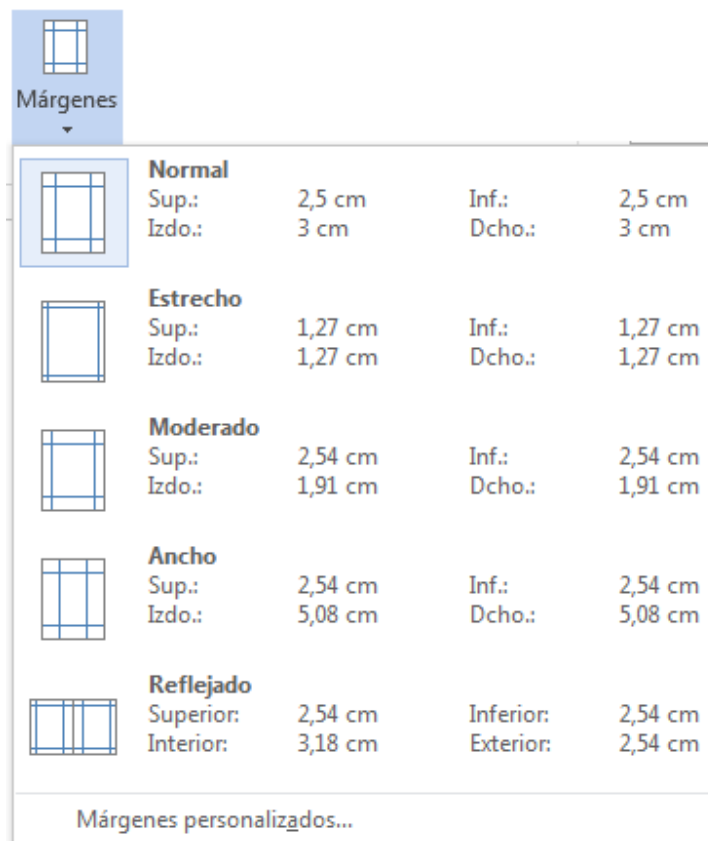 Márgenes
Normal
Sup.: 2,5 cm Inf.: 2,5 cm
Izdo.: 3 cm Dcho.: 3 cm
Estrecho
Sup.: 1,27 cm Inf.: 1,27 cm
Izdo.: 1,27 cm Dcho.: 1,27 cm
Moderado
Sup.: 2,54 cm Inf.: 2,54 cm
Izdo.: 1,91 cm Dcho.: 1,91 cm
Ancho
Sup.: 2,54 cm Inf.: 2,54 cm
Izdo.: 5,08 cm Dcho.: 5,08 cm
Reflejado
Superior: 2,54 cm Inferior: 2,54 cm
Interior: 3,18 cm Exterior: 2,54 cm
Márgenes personalizados...